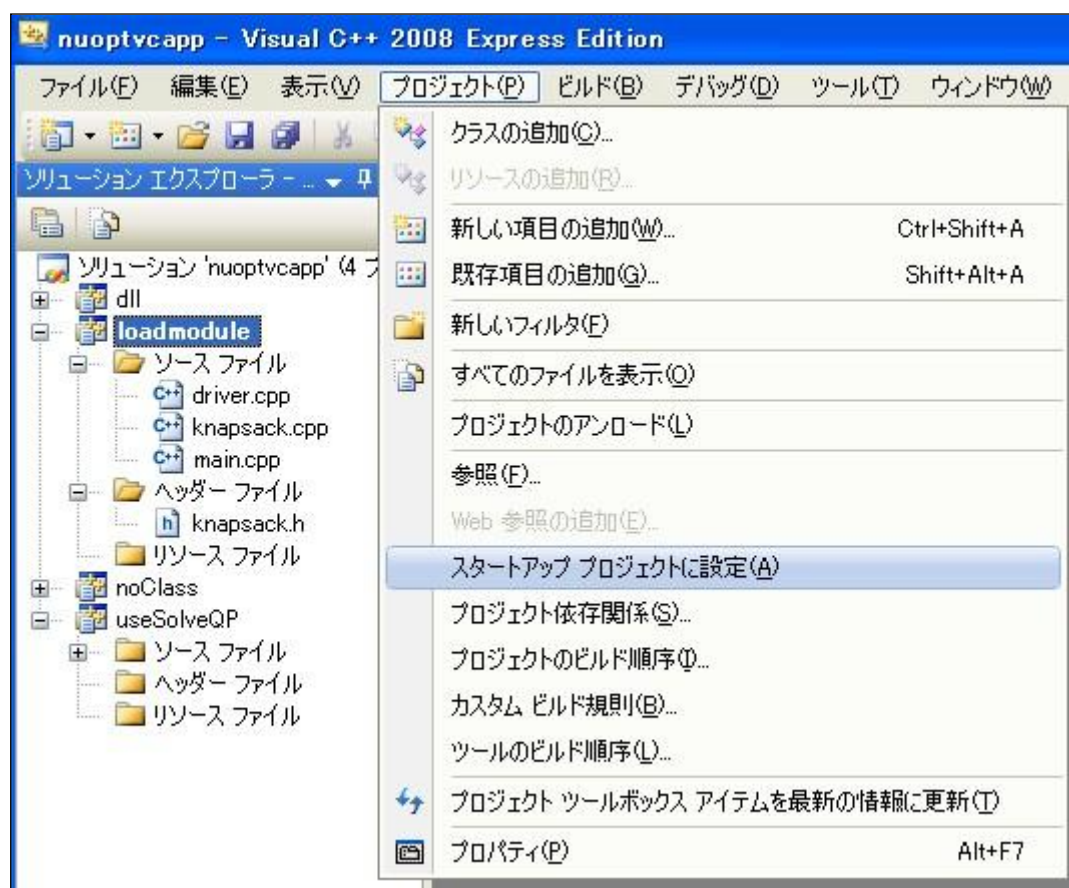 nuoptvcapp - Visual C++ 2008 Express Edition
ファイル(F) 編集(E) 表示(V) プロジェクト(P) ビルド(B) デバッグ(D) ツール(T) ウィンドウ(W)
ソリューション エクスプローラ - ...
ソリューション 'nuoptvcapp' (4 プ
dll
loadmodule
ソース ファイル
driver.cpp
knapsack.cpp
main.cpp
ヘッダー ファイル
knapsack.h
リソース ファイル
noClass
useSolveQP
ソース ファイル
ヘッダー ファイル
リソース ファイル
クラスの追加(C)...
リソースの追加(R)...
新しい項目の追加(W)... Ctrl+Shift+A
既存項目の追加(G)... Shift+Alt+A
新しいフィルタ(F)
すべてのファイルを表示(O)
プロジェクトのアンロード(L)
参照(F)...
Web 参照の追加(E)...
スタートアップ プロジェクトに設定(A)
プロジェクト依存関係(S)...
プロジェクトのビルド順序(I)...
カスタム ビルド規則(B)...
ツールのビルド順序(L)...
プロジェクト ツールボックス アイテムを最新の情報に更新(T)
プロパティ(P) Alt+F7